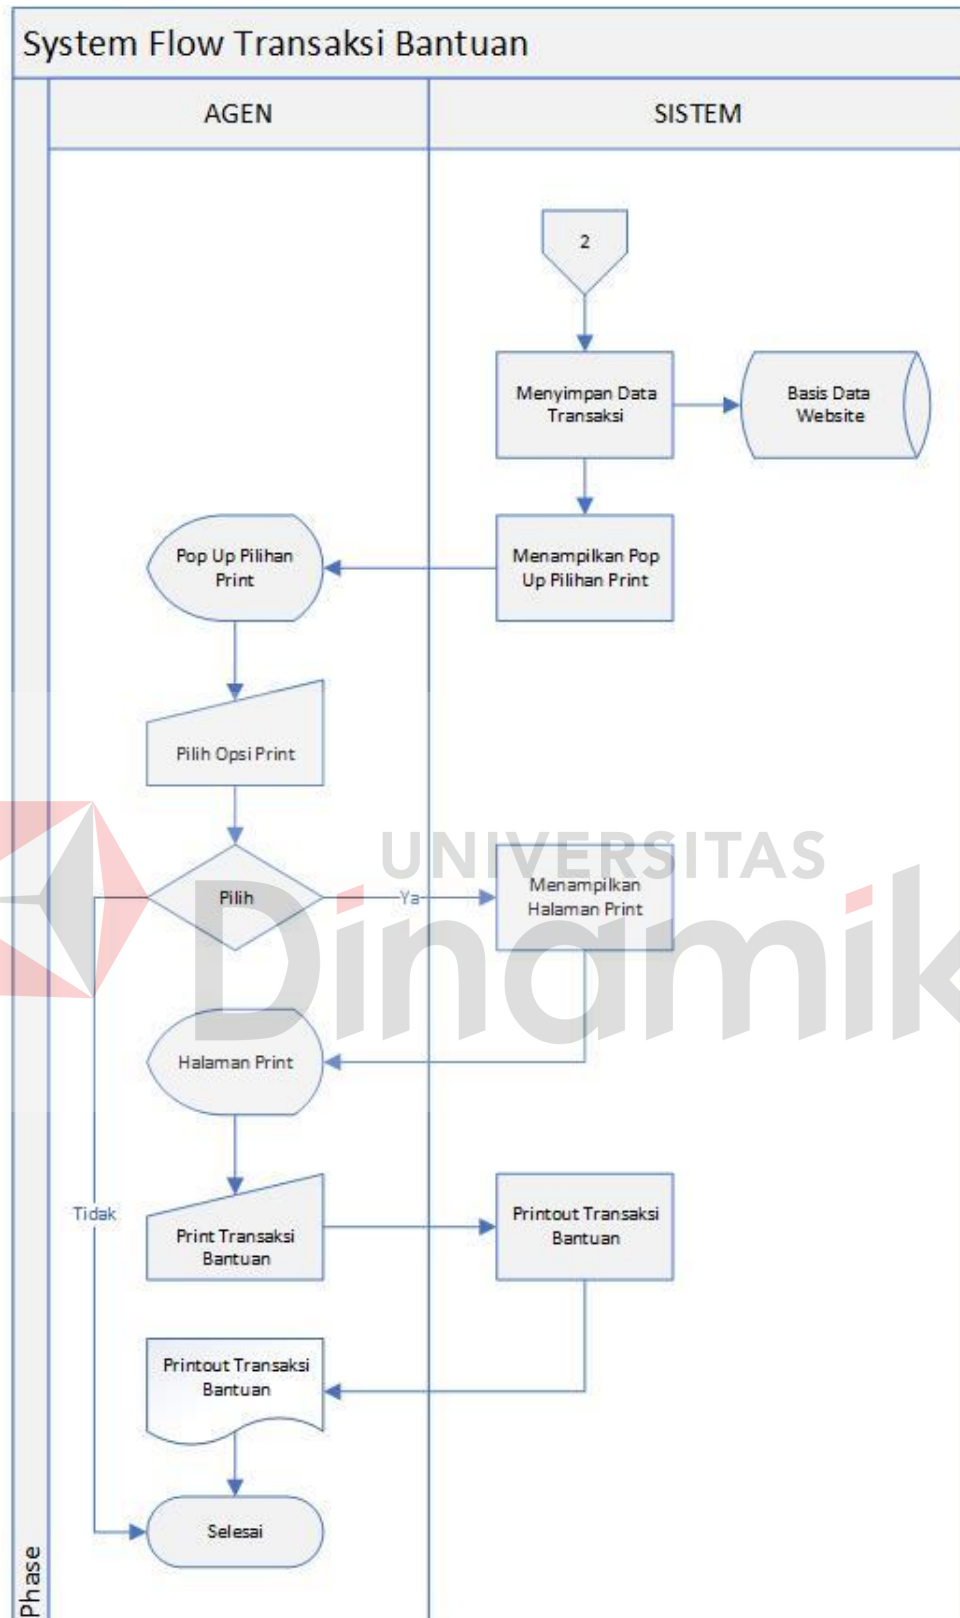 System Flow Transaksi Bantuan
AGEN
SISTEM
2
Menyimpan Data
Transaksi
Basis Data
Website
Pop Up Pilihan
Print
Menampilkan Pop
Up Pilihan Print
Pilih Opsi Print
UNIVERSITAS
Dinamik
Pilih
Ya
Menampilkan
Halaman Print
Halaman Print
Tidak
Print Transaksi
Bantuan
Printout Transaksi
Bantuan
Printout Transaksi
Bantuan
Selesai
Phase